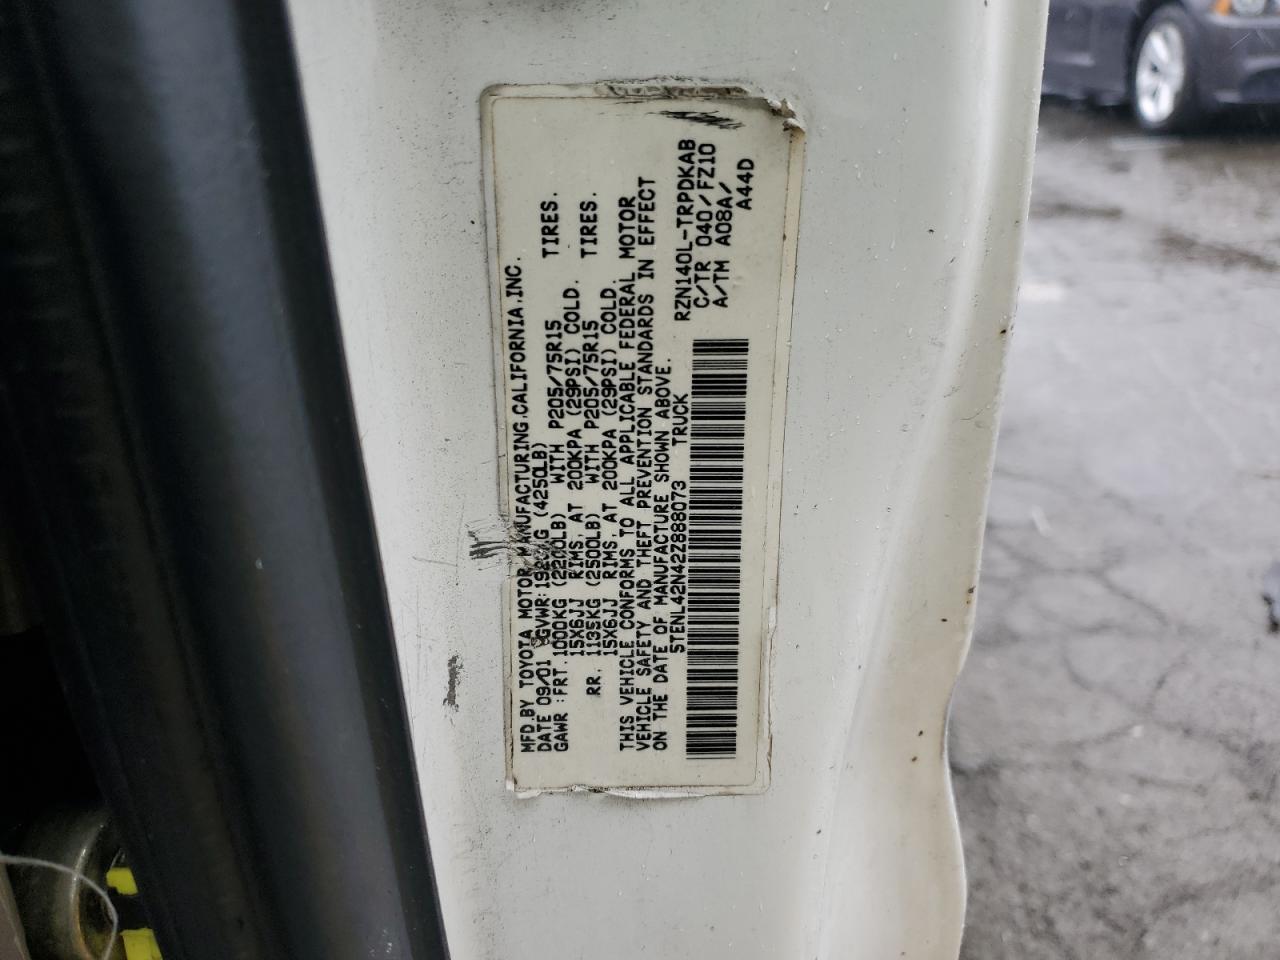 MFD.BY TOYOTA MOTOR MANUFACTURING,CALIFORNIA,INC.
DATE 09/01 GVWR: KG (4250LB)
GAWR :FRT.1000KG (2200LB) WITH P205/75R15 TIRES.
15X6JJ RIMS, AT 200KPA (29PSI) COLD.
RR. 1135KG (2500LB) WITH P205/75R15 TIRES.
15X6JJ RIMS, AT 200KPA (29PSI) COLD.
THIS VEHICLE CONFORMS TO ALL APPLICABLE FEDERAL MOTOR
VEHICLE SAFETY AND THEFT PREVENTION STANDARDS IN EFFECT
ON THE DATE OF MANUFACTURE SHOWN ABOVE.
5TENL42N42Z888073 TRUCK
RZN140L-TRPDKAB
C/TR 040/FZ10
A/TM A08A/
A44D